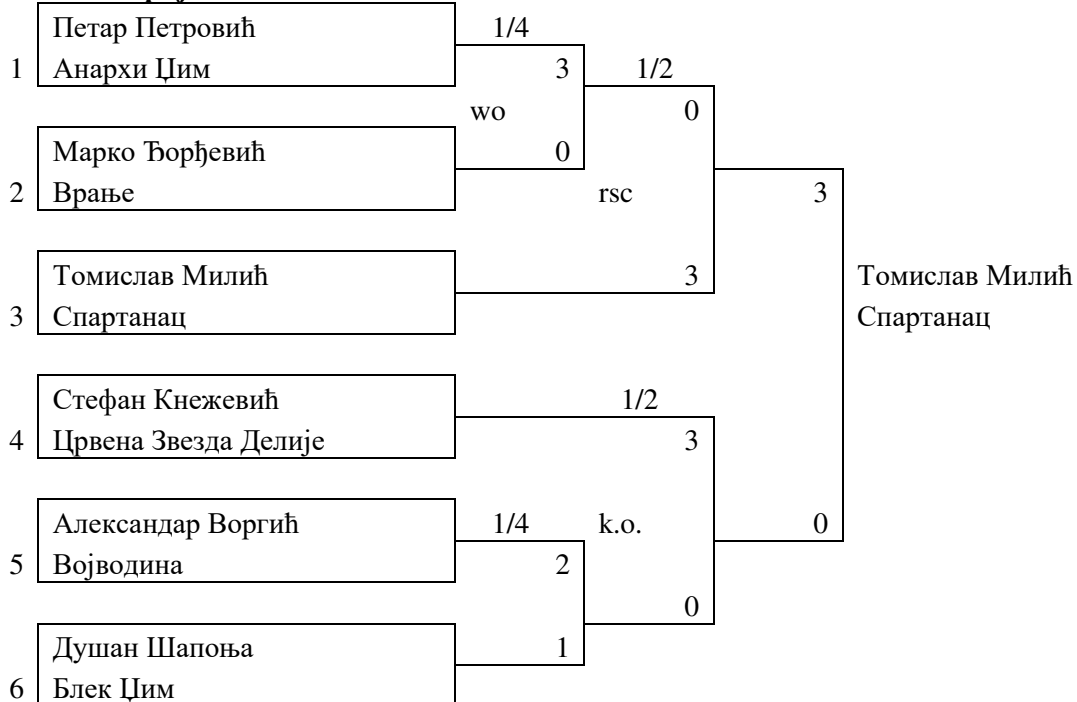 Петар Петровић 1/4
1 Анархи Џим 3 1/2
wo 0
Марко Ђорђевић 0
2 Врање rsc 3
Томислав Милић 3 Томислав Милић
3 Спартанац Спартанац
Стефан Кнежевић 1/2
4 Црвена Звезда Делије 3
Александар Воргић 1/4 k.o. 0
5 Војводина 2
0
Душан Шапоња 1
6 Блек Џим